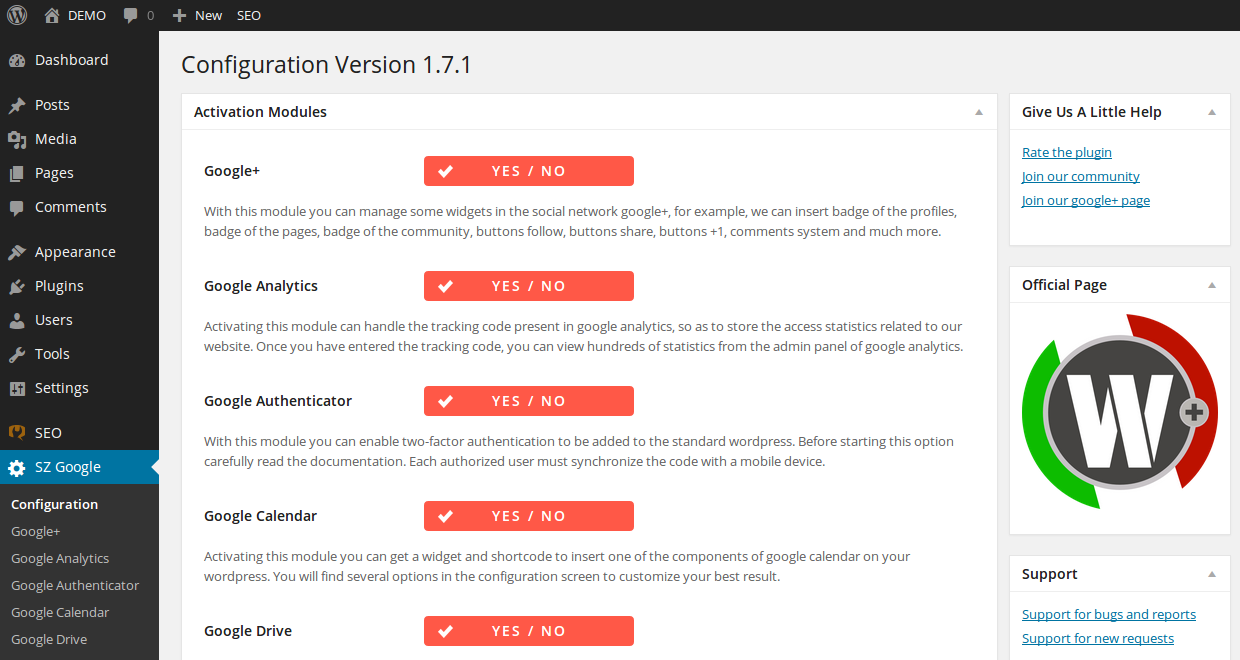 DEMO 0 New SEO
Dashboard
Posts
Media
Pages
Comments
Appearance
Plugins
Users
Tools
Settings
SEO
SZ Google
Configuration
Google+
Google Analytics
Google Authenticator
Google Calendar
Google Drive
Configuration Version 1.7.1
Activation Modules
Google+ YES / NO
With this module you can manage some widgets in the social network google+, for example, we can insert badge of the profiles,
badge of the pages, badge of the community, buttons follow, buttons share, buttons +1, comments system and much more.
Google Analytics YES / NO
Activating this module can handle the tracking code present in google analytics, so as to store the access statistics related to our
website. Once you have entered the tracking code, you can view hundreds of statistics from the admin panel of google analytics.
Google Authenticator YES / NO
With this module you can enable two-factor authentication to be added to the standard wordpress. Before starting this option
carefully read the documentation. Each authorized user must synchronize the code with a mobile device.
Google Calendar YES / NO
Activating this module you can get a widget and shortcode to insert one of the components of google calendar on your
wordpress. You will find several options in the configuration screen to customize your best result.
Google Drive YES / NO
Give Us A Little Help
Rate the plugin
Join our community
Join our google+ page
Official Page
W+
Support
Support for bugs and reports
Support for new requests